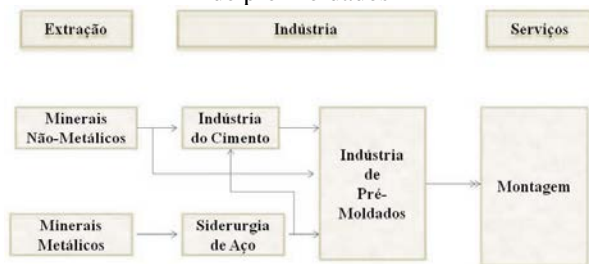 Extração
Indústria
Serviços
Minerais
Não-Metálicos
Indústria
do Cimento
Indústria
de
Pré-
Moldados
Montagem
Minerais
Metálicos
Siderurgia
de Aço